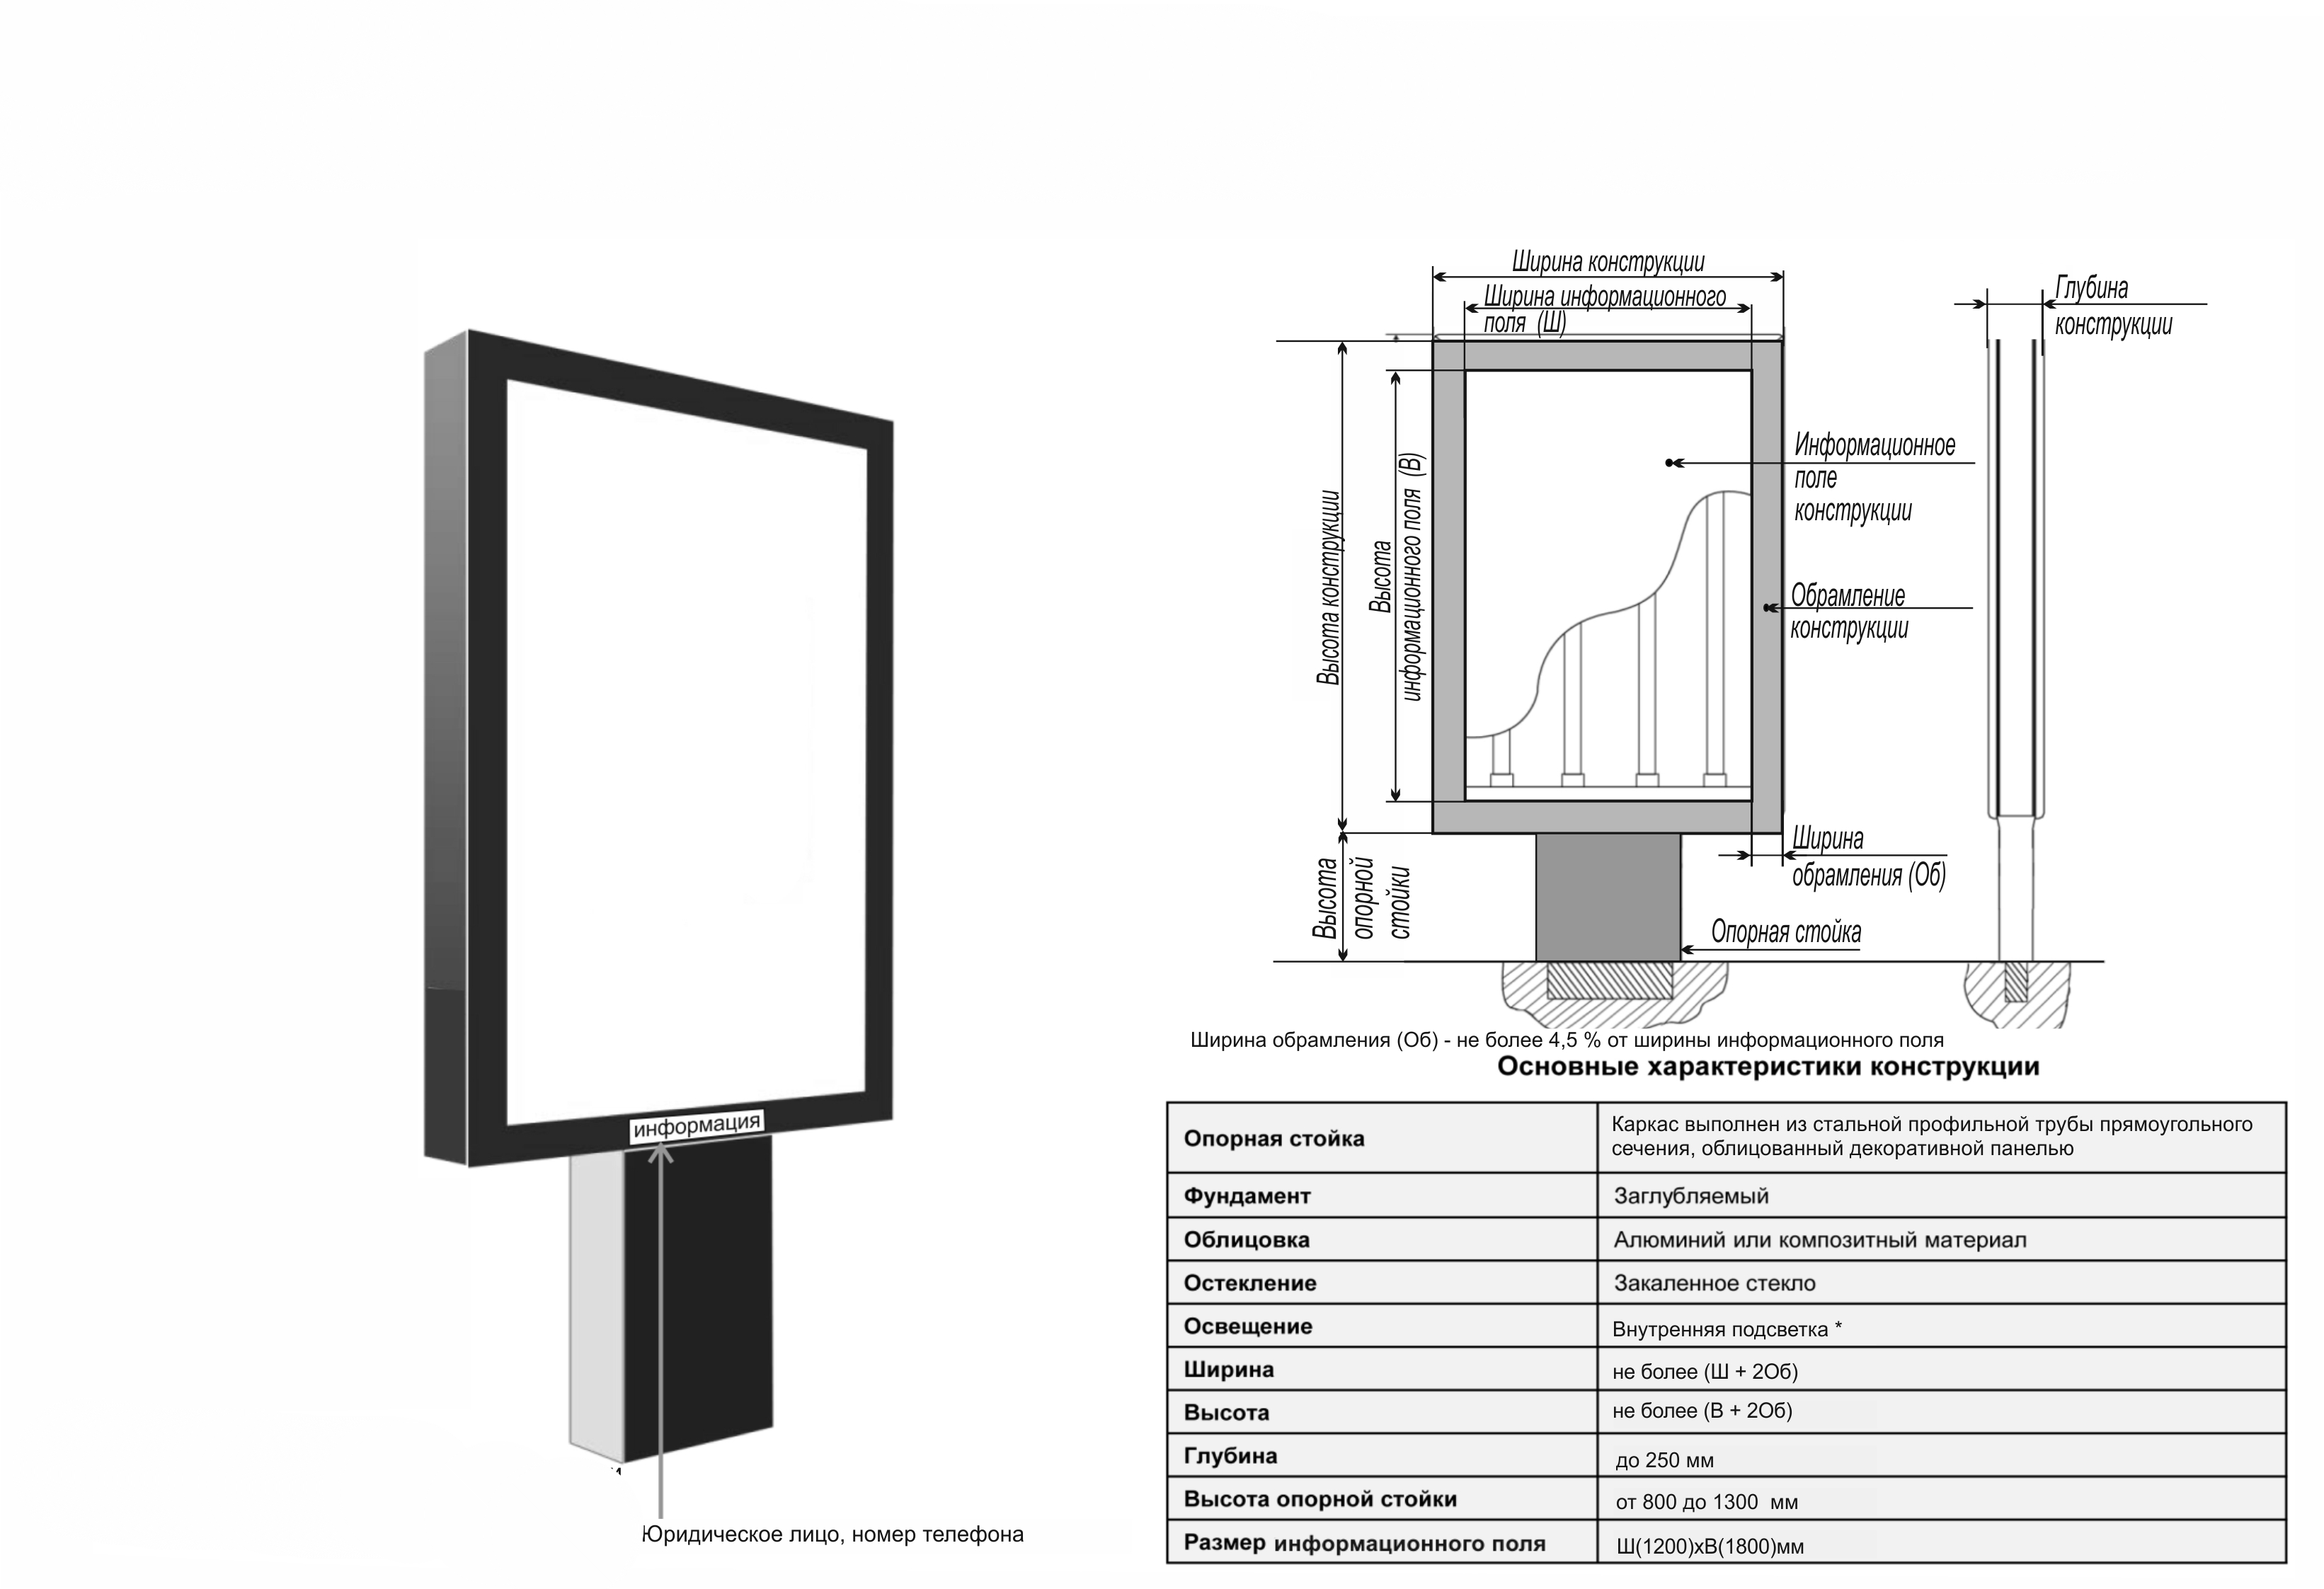 Ширина конструкции
Ширина информационного
поля (Ш)
Глубина
конструкции
Информационное
поле
конструкции
Высота конструкции
Высота
информационного поля (В)
Обрамление
конструкции
Ширина
обрамления (Об)
Высота
опорной
стойки
Опорная стойка
Ширина обрамления (Об) - не более 4,5 % от ширины информационного поля
Основные характеристики конструкции
информация
Юридическое лицо, номер телефона
Опорная стойка
Каркас выполнен из стальной профильной трубы прямоугольного
сечения, облицованный декоративной панелью
Фундамент
Заглубляемый
Облицовка
Алюминий или композитный материал
Остекление
Закаленное стекло
Освещение
Внутренняя подсветка *
Ширина
не более (Ш + 2Об)
Высота
не более (В + 2Об)
Глубина
до 250 мм
Высота опорной стойки
от 800 до 1300 мм
Размер информационного поля
Ш(1200)хВ(1800)мм